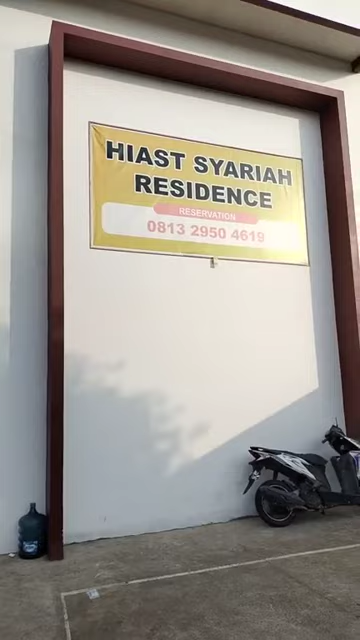 HIAST SYARIAH
RESIDENCE
RESERVATION
0813 2950 4619